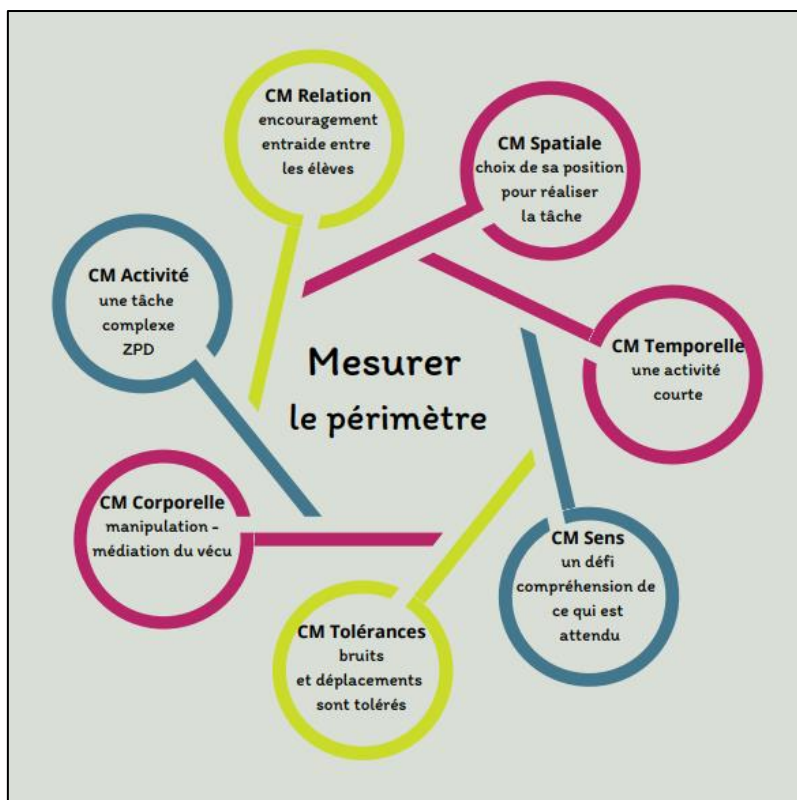 CM Relation
encouragement
entraide entre
les élèves
CM Spatiale
choix de sa position
pour réaliser
la tâche
CM Activité
une tâche
complexe
ZPD
Mesurer
le périmètre
CM Temporelle
une activité
courte
CM Corporelle
manipulation -
médiation du vécu
CM Sens
un défi
compréhension de
ce qui est
attendu
CM Tolérances
bruits
et déplacements
sont tolérés